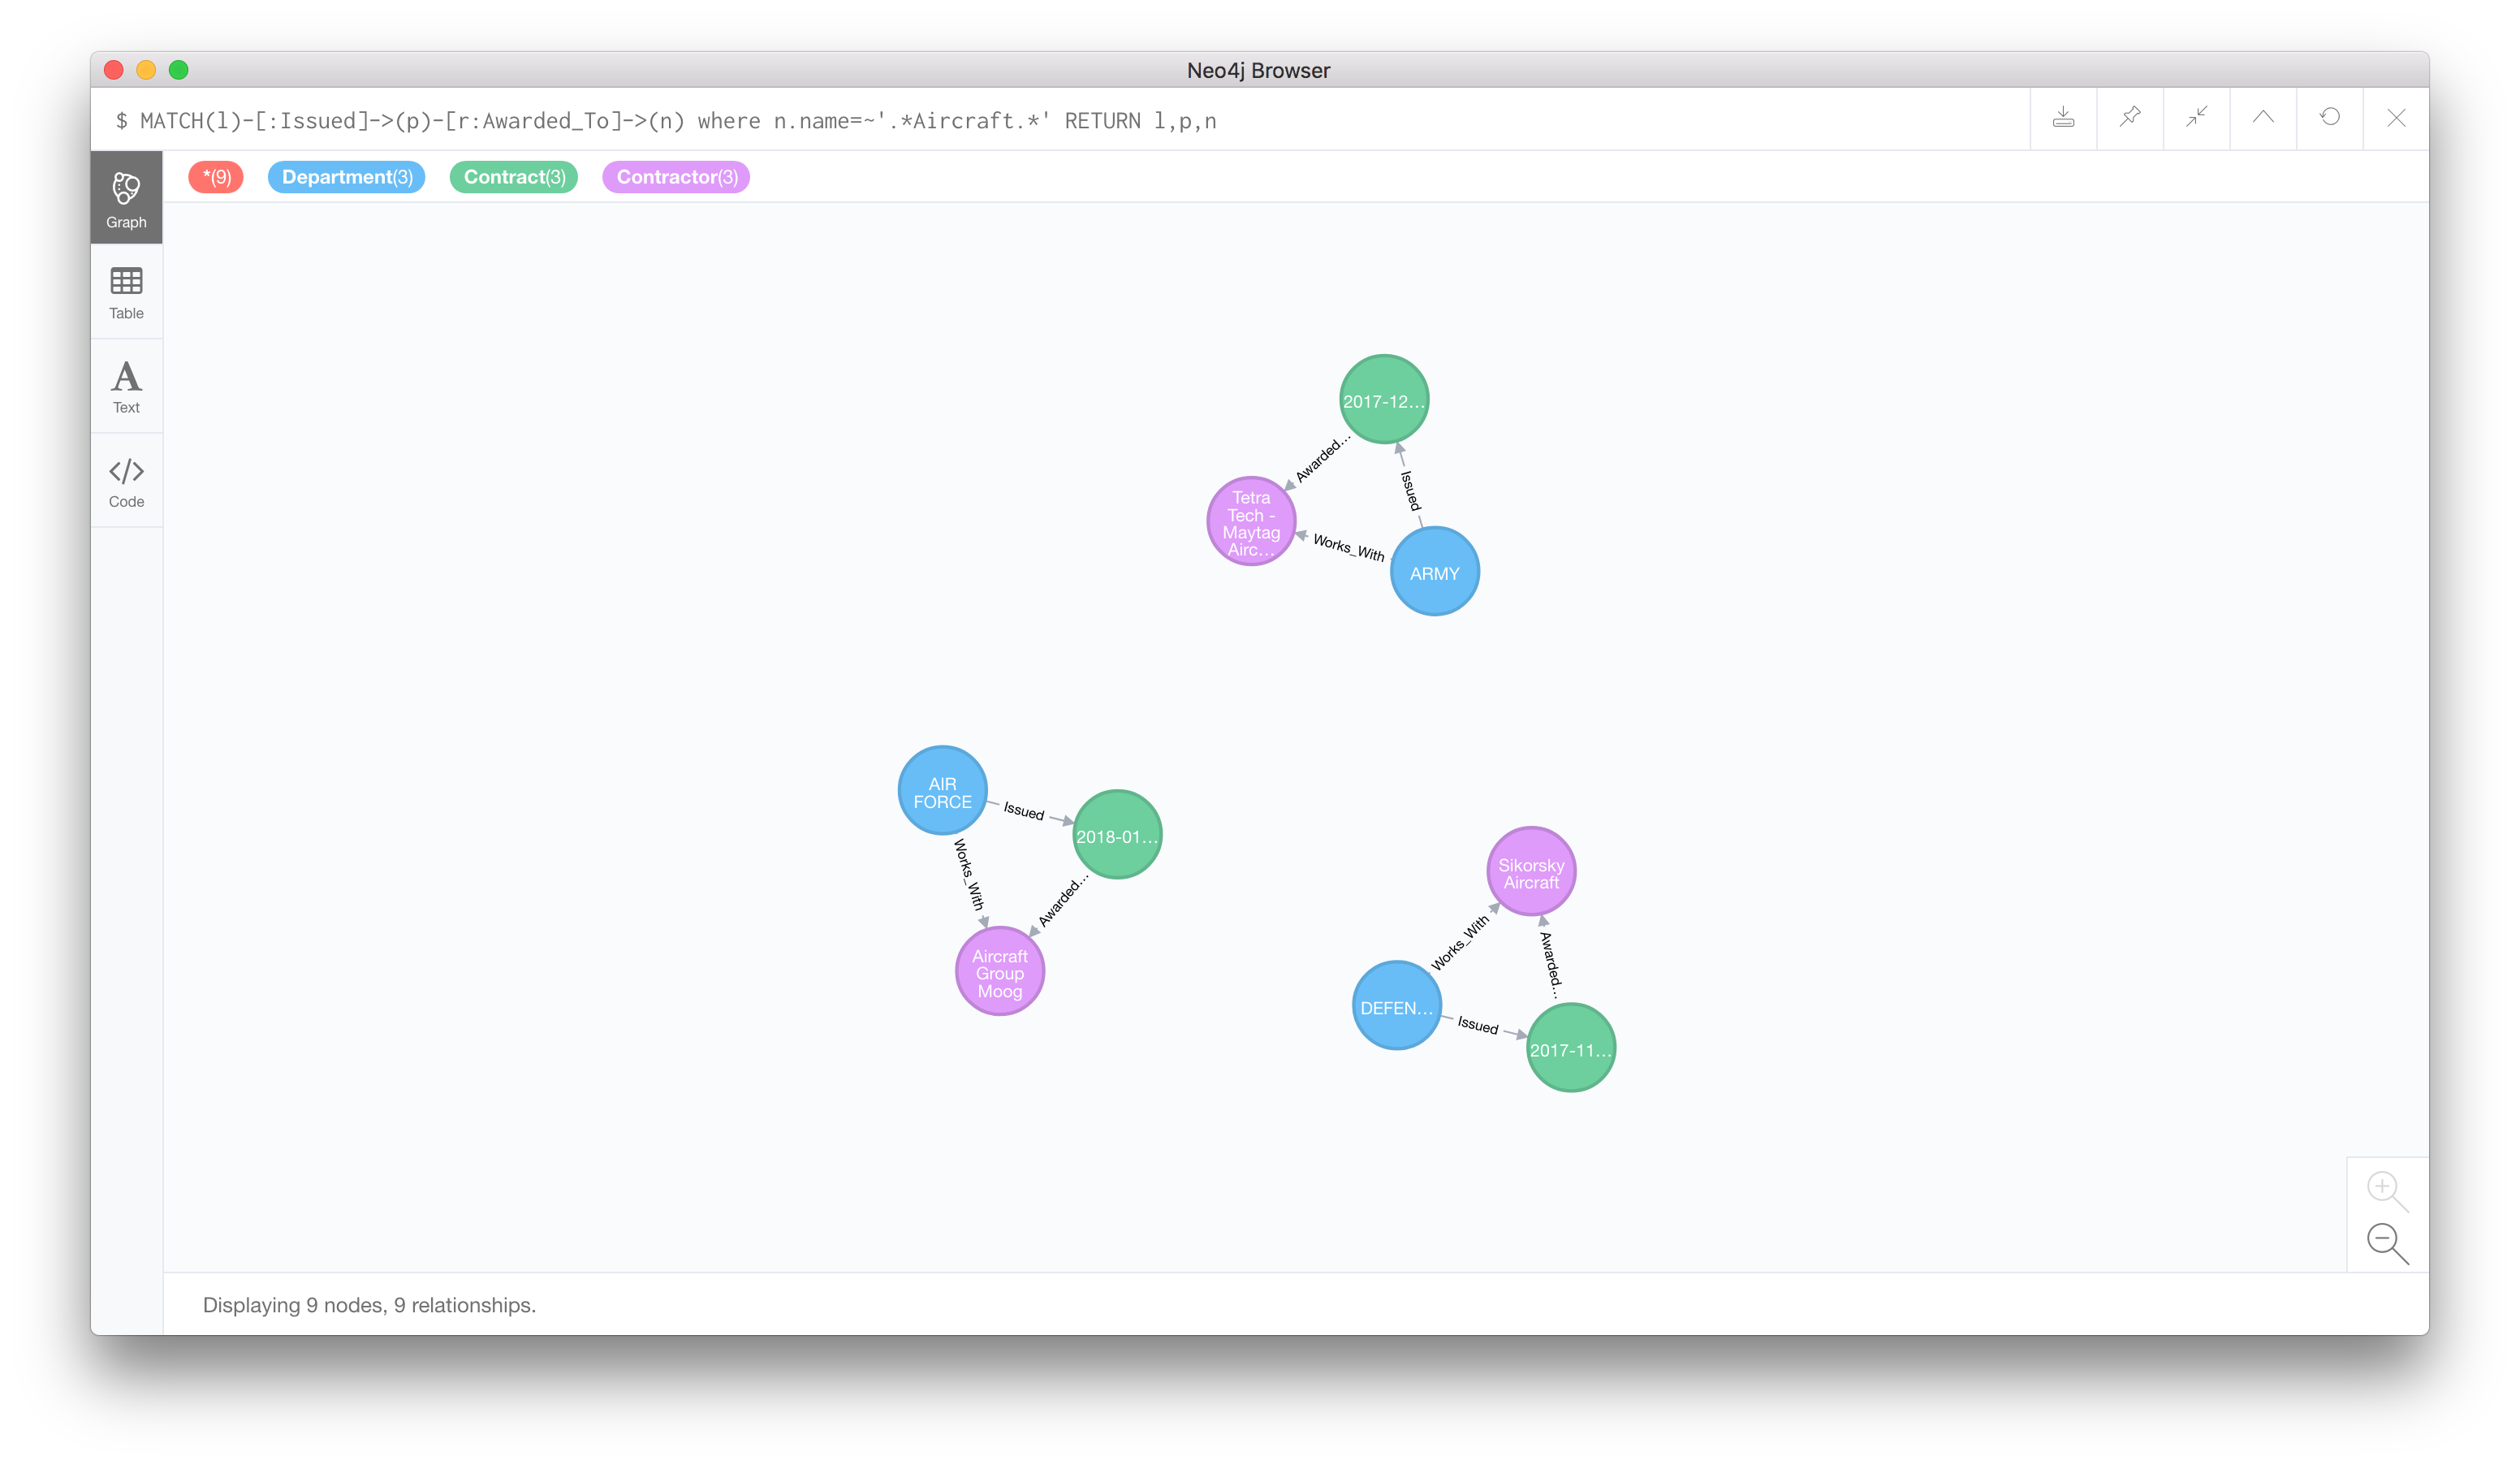 Neo4j Browser
$ MATCH(l)-[:Issued]->(p)-[r:Awarded_To]->(n) where n.name=~'.*Aircraft.*' RETURN l,p,n
*(9) Department(3) Contract(3) Contractor(3)
Graph
Table
Text
Code
2017-12...
Awarded...
Issued
Tetra
Tech -
Maytag
Airc...
Works_With
ARMY
AIR
FORCE
Issued
2018-01...
Works_With
Awarded...
Aircraft
Group
Moog
Sikorsky
Aircraft
Works_With
Awarded...
DEFEN...
Issued
2017-11...
Displaying 9 nodes, 9 relationships.